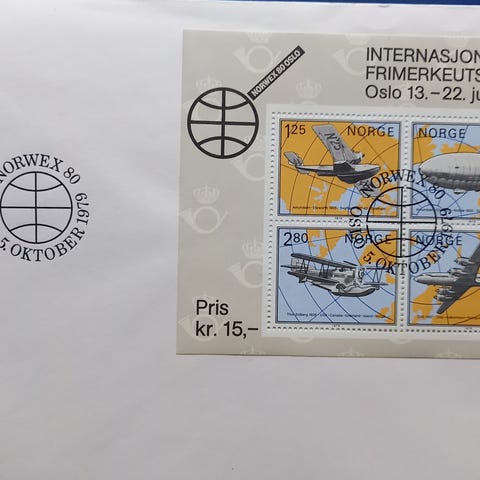 NORWEX 80
5. OKTOBER 1979
NORWEX 80 OSLO
INTERNASJON
FRIMERKEUTS
Oslo 13.–22. ju
1.25 NORGE
N25
NORWEX 80
OSLO 5. OKTOBER 1979
2.80 NORGE
NORGE
Pris
kr. 15,–